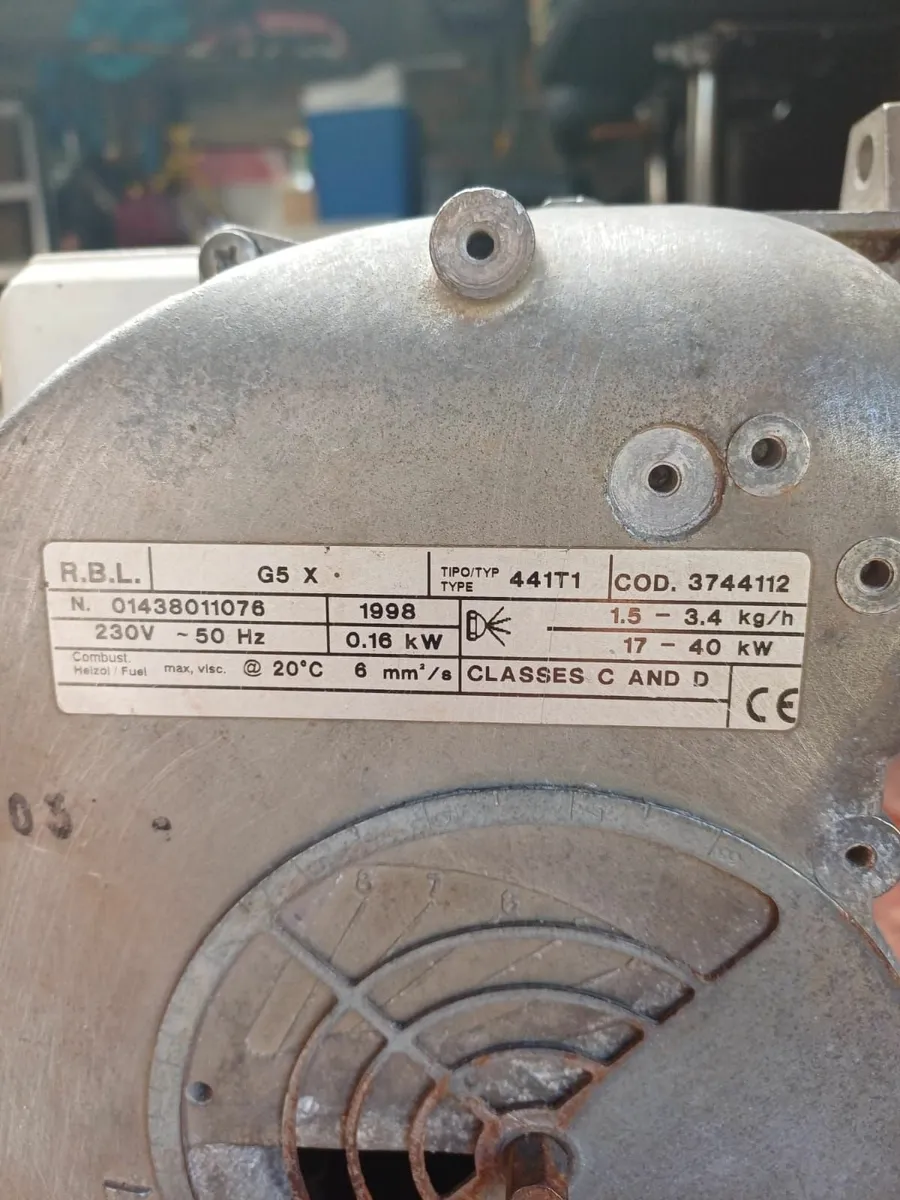 R.B.L. G5 X TIPO/TYP TYPE 441T1 COD. 3744112
N. 01438011076 1998 1.5 – 3.4 kg/h
230V ~ 50 Hz 0.16 kW 17 – 40 kW
Combust. Heizöl / Fuel max, visc. @ 20°C 6 mm²/s CLASSES C AND D
CE
03
6 7 8